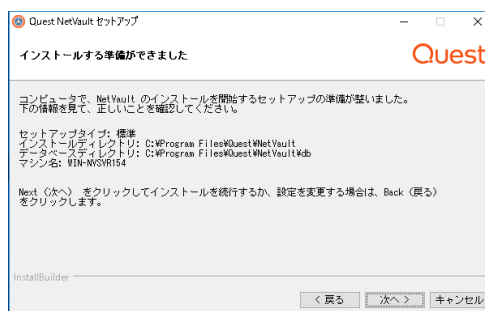 Quest NetVault セットアップ
インストールする準備ができました
Quest
コンピュータで、NetVault のインストールを開始するセットアップの準備が整いました。
下の情報を見て、正しいことを確認してください。
セットアップタイプ: 標準
インストールディレクトリ: C:¥Program Files¥Quest¥NetVault
データベースディレクトリ: C:¥Program Files¥Quest¥NetVault¥db
マシン名: WIN-NVSVR154
Next (次へ) をクリックしてインストールを続行するか、設定を変更する場合は、Back (戻る)
をクリックします。
InstallBuilder
< 戻る 次へ > キャンセル